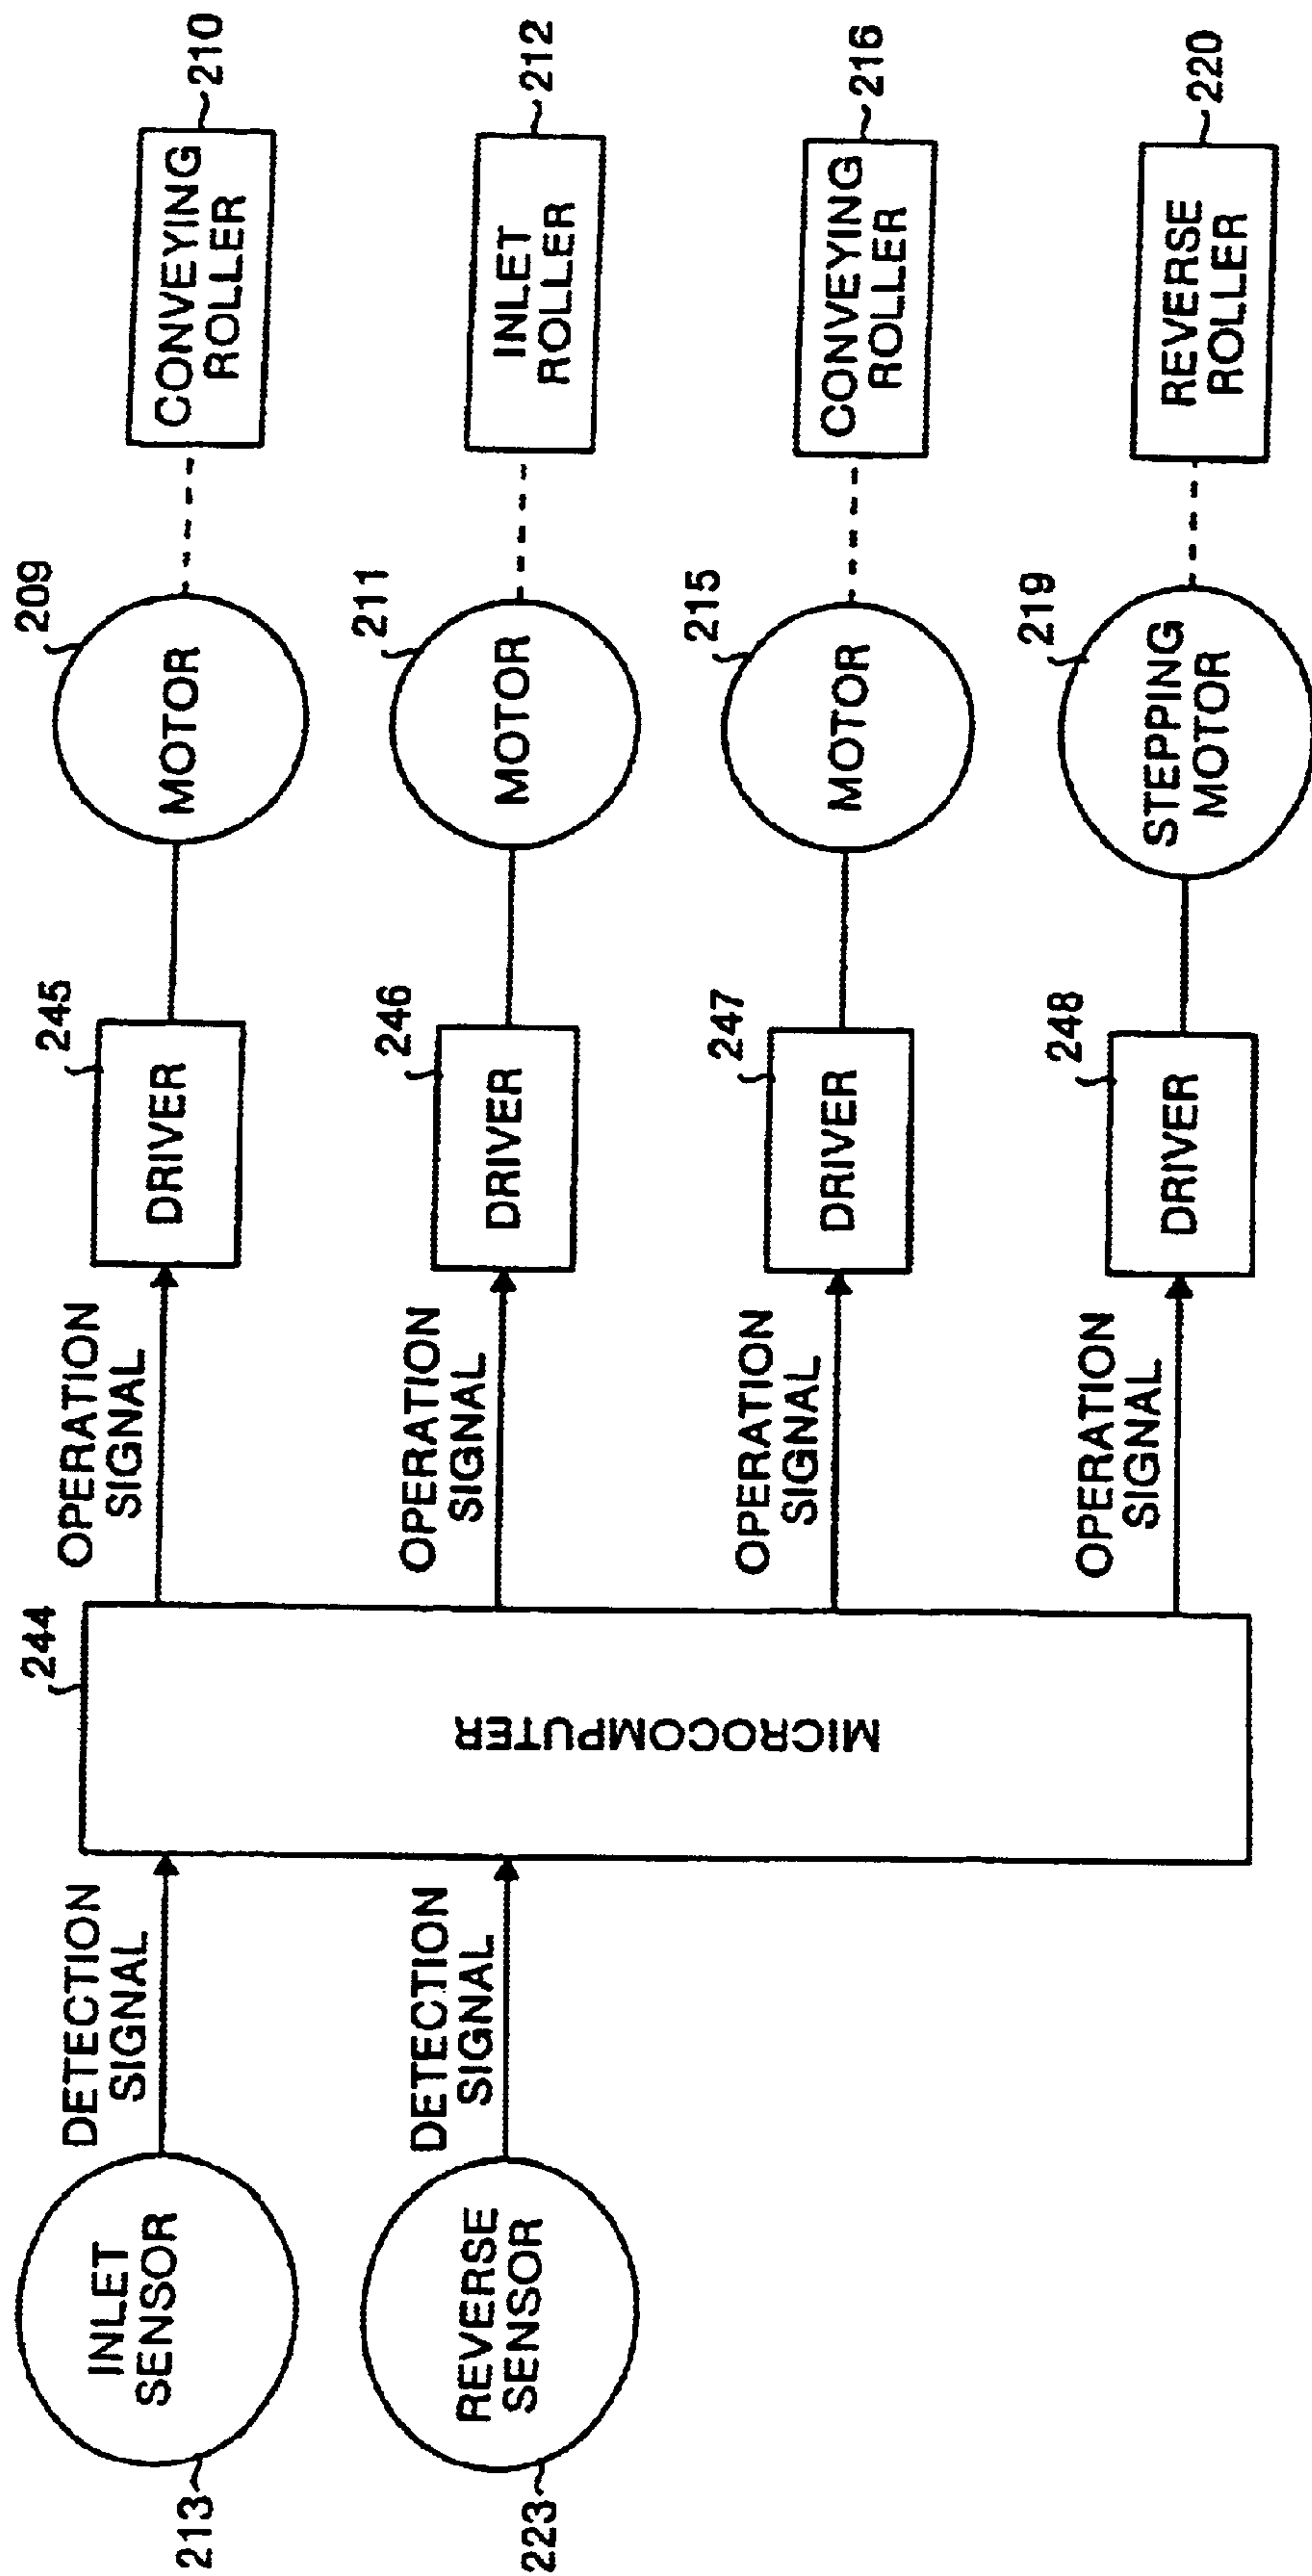 213
INLET
SENSOR
DETECTION
SIGNAL
223
REVERSE
SENSOR
DETECTION
SIGNAL
244
MICROCOMPUTER
OPERATION
SIGNAL
245
DRIVER
209
MOTOR
CONVEYING
ROLLER
210
OPERATION
SIGNAL
246
DRIVER
211
MOTOR
INLET
ROLLER
212
OPERATION
SIGNAL
247
DRIVER
215
MOTOR
CONVEYING
ROLLER
216
OPERATION
SIGNAL
248
DRIVER
219
STEPPING
MOTOR
REVERSE
ROLLER
220